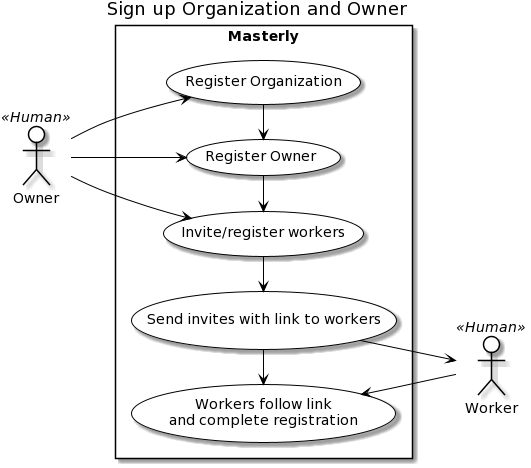 Sign up Organization and Owner
Masterly
Register Organization
«Human»
Owner
Register Owner
Invite/register workers
Send invites with link to workers
«Human»
Worker
Workers follow link
and complete registration